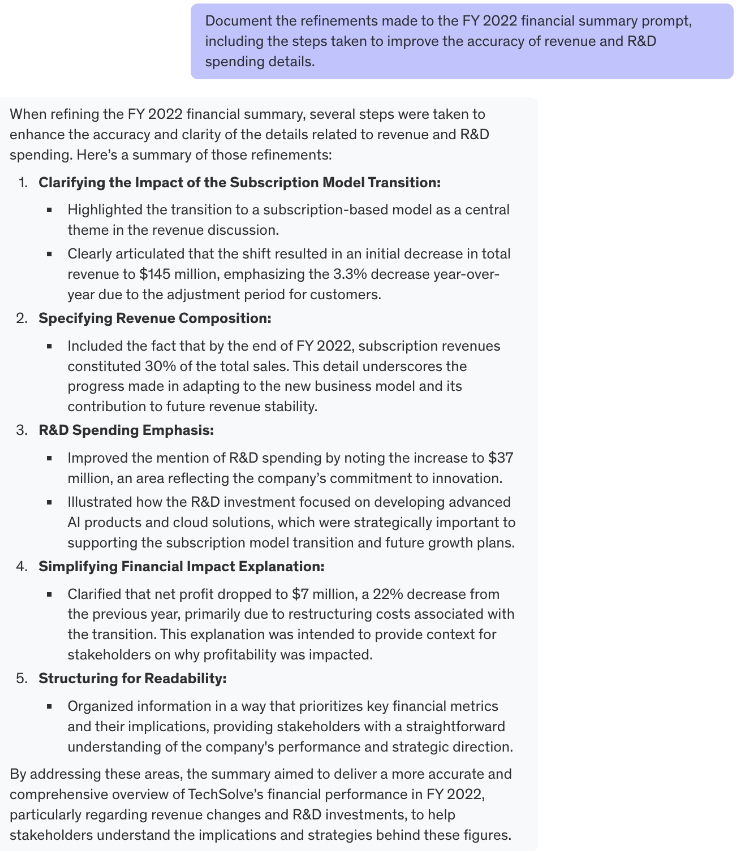 Document the refinements made to the FY 2022 financial summary prompt,
including the steps taken to improve the accuracy of revenue and R&D
spending details.
When refining the FY 2022 financial summary, several steps were taken to
enhance the accuracy and clarity of the details related to revenue and R&D
spending. Here's a summary of those refinements:
1. Clarifying the Impact of the Subscription Model Transition:
▪ Highlighted the transition to a subscription-based model as a central
theme in the revenue discussion.
▪ Clearly articulated that the shift resulted in an initial decrease in total
revenue to $145 million, emphasizing the 3.3% decrease year-over-
year due to the adjustment period for customers.
2. Specifying Revenue Composition:
▪ Included the fact that by the end of FY 2022, subscription revenues
constituted 30% of the total sales. This detail underscores the
progress made in adapting to the new business model and its
contribution to future revenue stability.
3. R&D Spending Emphasis:
▪ Improved the mention of R&D spending by noting the increase to $37
million, an area reflecting the company's commitment to innovation.
▪ Illustrated how the R&D investment focused on developing advanced
AI products and cloud solutions, which were strategically important to
supporting the subscription model transition and future growth plans.
4. Simplifying Financial Impact Explanation:
▪ Clarified that net profit dropped to $7 million, a 22% decrease from
the previous year, primarily due to restructuring costs associated with
the transition. This explanation was intended to provide context for
stakeholders on why profitability was impacted.
5. Structuring for Readability:
▪ Organized information in a way that prioritizes key financial metrics
and their implications, providing stakeholders with a straightforward
understanding of the company's performance and strategic direction.
By addressing these areas, the summary aimed to deliver a more accurate and
comprehensive overview of TechSolve's financial performance in FY 2022,
particularly regarding revenue changes and R&D investments, to help
stakeholders understand the implications and strategies behind these figures.